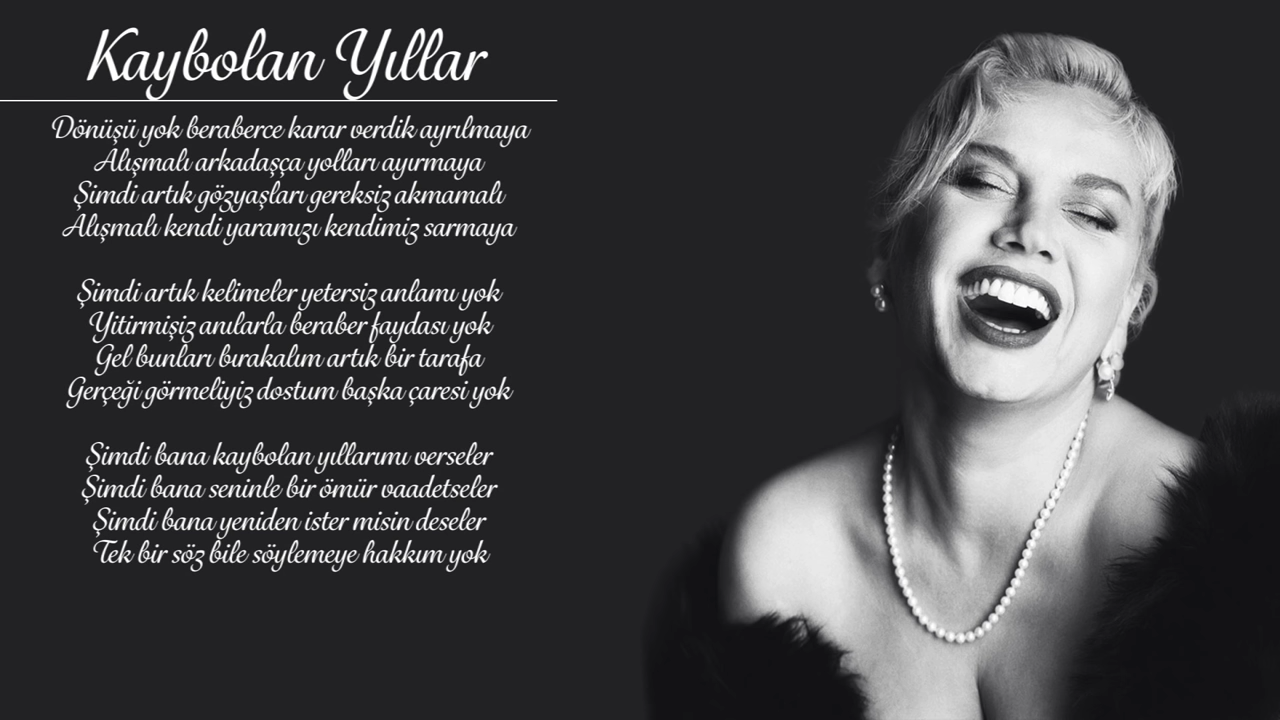 Kaybolan Yıllar
Dönüşü yok beraberce karar verdik ayrılmaya
Alışmalı arkadaşça yolları ayırmaya
Şimdi artık gözyaşları gereksiz akmamalı
Alışmalı kendi yaramızı kendimiz sarmaya
Şimdi artık kelimeler yetersiz anlamı yok
Yitirmişiz anılarla beraber faydası yok
Gel bunları bırakalım artık bir tarafa
Gerçeği görmeliyiz dostum başka çaresi yok
Şimdi bana kaybolan yıllarımı verseler
Şimdi bana seninle bir ömür vaadetseler
Şimdi bana yeniden ister misin deseler
Tek bir söz bile söylemeye hakkım yok